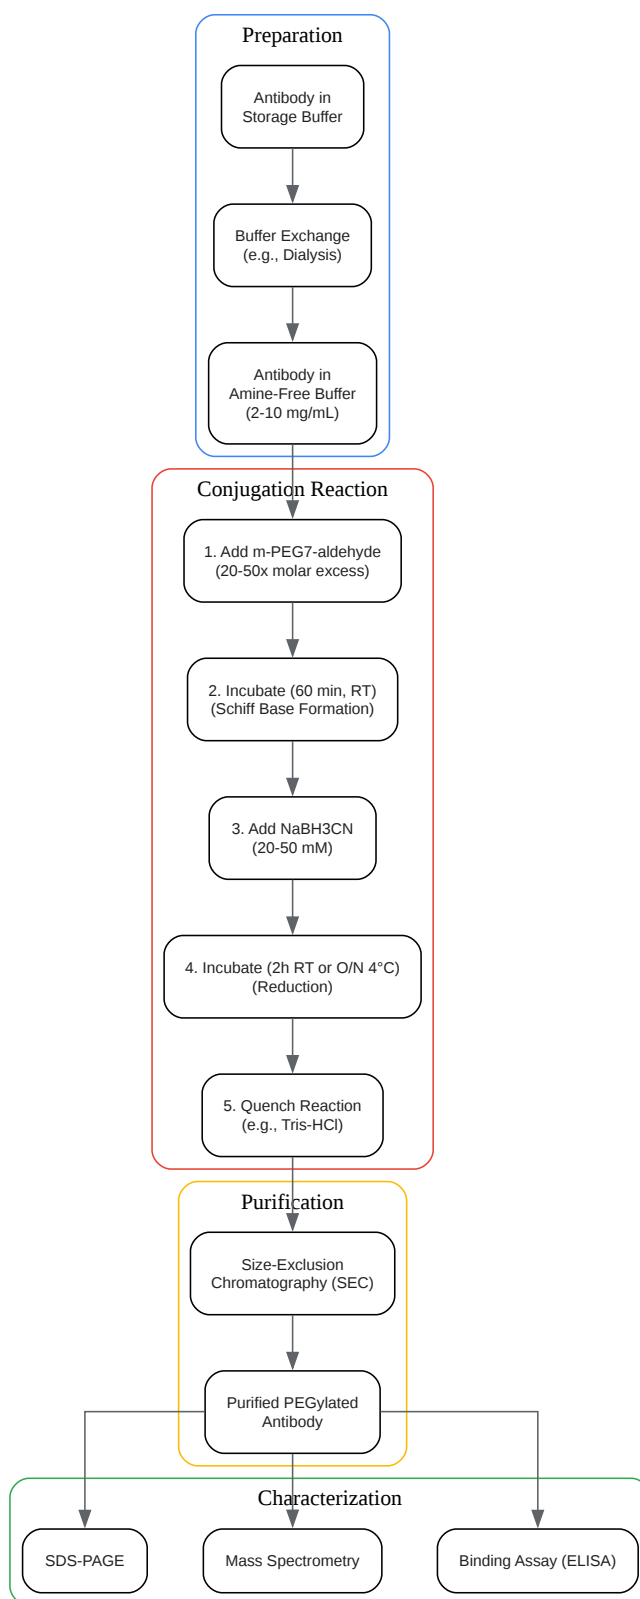 Preparation
Antibody in
Storage Buffer
Buffer Exchange
(e.g., Dialysis)
Antibody in
Amine-Free Buffer
(2-10 mg/mL)
Conjugation Reaction
1. Add m-PEG7-aldehyde
(20-50x molar excess)
2. Incubate (60 min, RT)
(Schiff Base Formation)
3. Add NaBH3CN
(20-50 mM)
4. Incubate (2h RT or O/N 4°C)
(Reduction)
5. Quench Reaction
(e.g., Tris-HCl)
Purification
Size-Exclusion
Chromatography (SEC)
Purified PEGylated
Antibody
Characterization
SDS-PAGE
Mass Spectrometry
Binding Assay (ELISA)